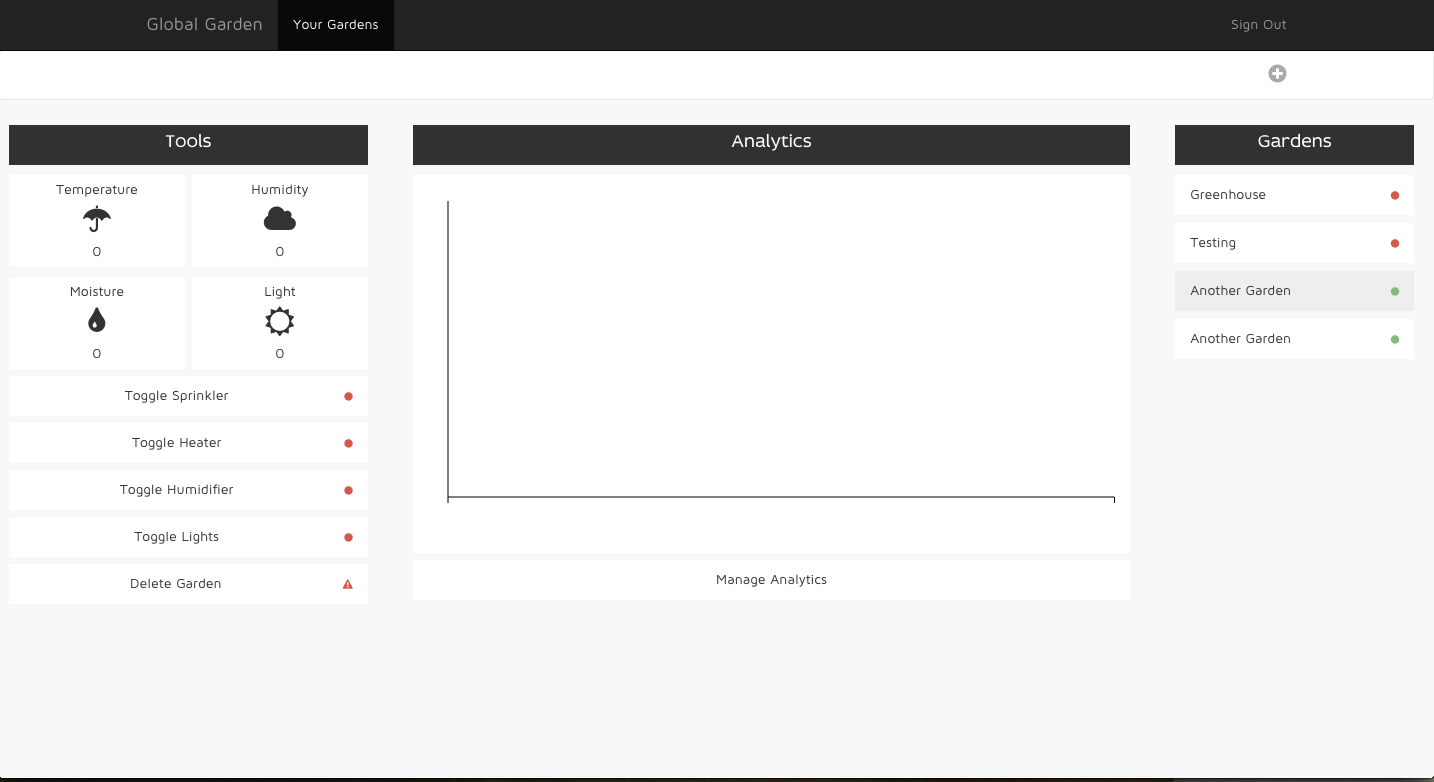 Global Garden
Your Gardens
Sign Out
Tools
Temperature
Humidity
0
0
Moisture
Light
0
0
Toggle Sprinkler
Toggle Heater
Toggle Humidifier
Toggle Lights
Delete Garden
Analytics
Manage Analytics
Gardens
Greenhouse
Testing
Another Garden
Another Garden